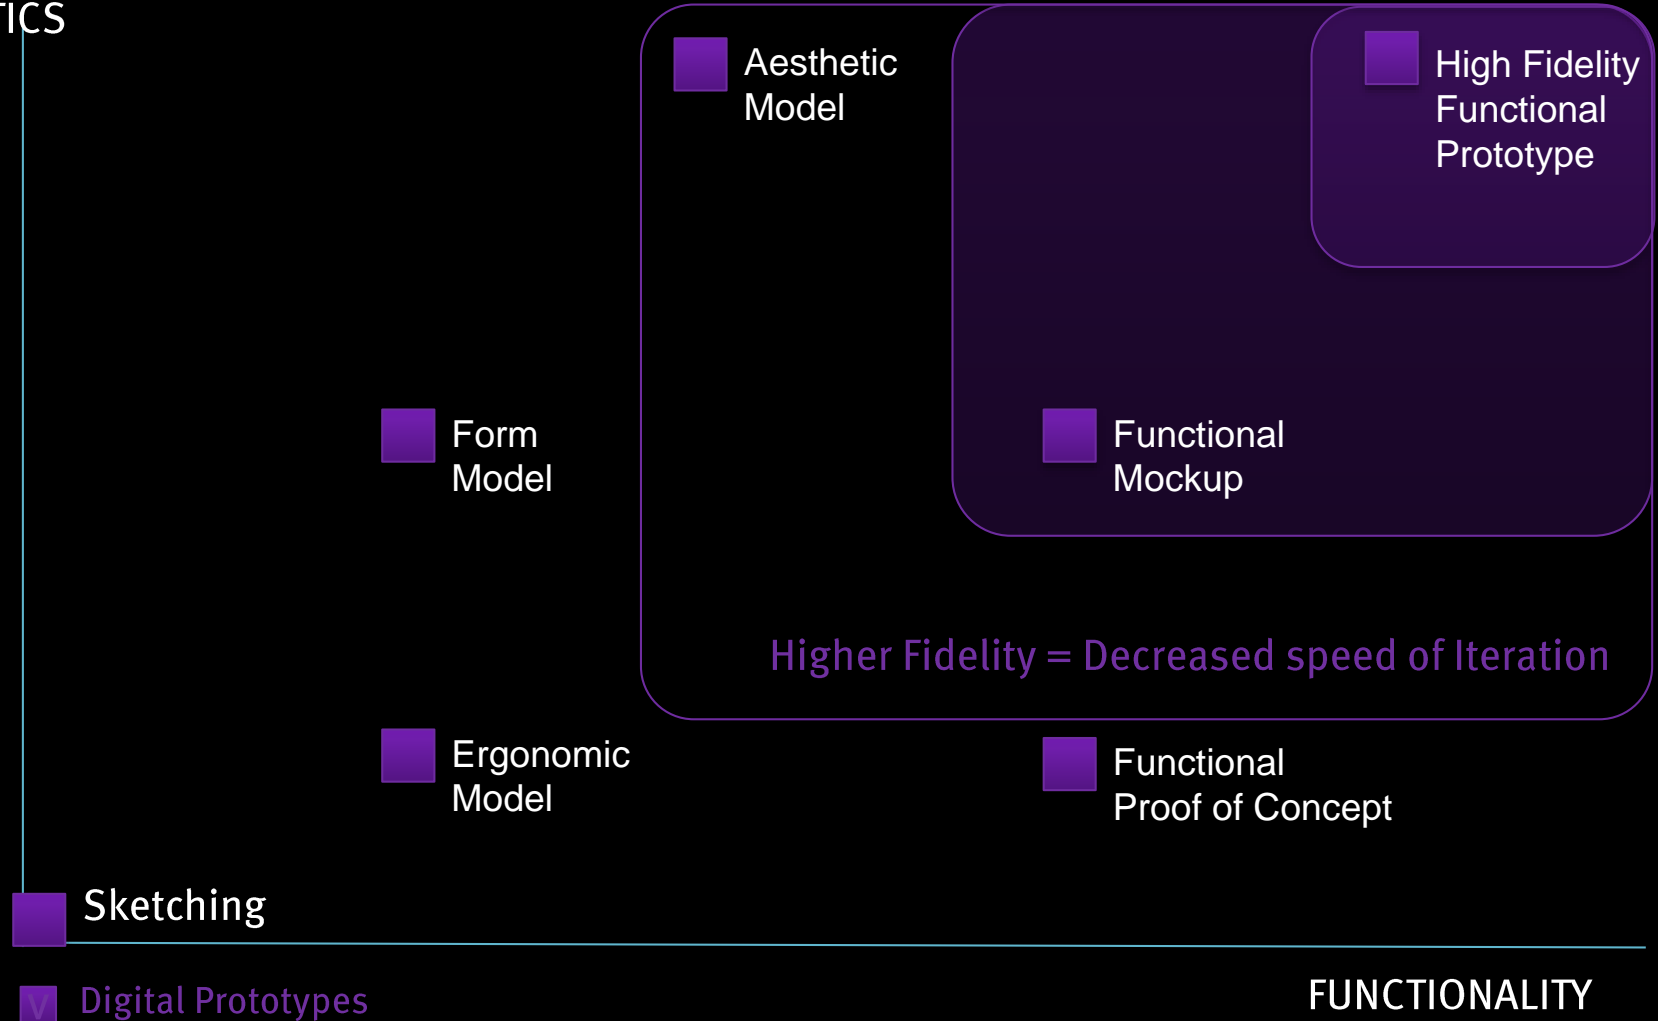 TICS
Aesthetic
Model
High Fidelity
Functional
Prototype
Form
Model
Functional
Mockup
Higher Fidelity = Decreased speed of Iteration
Ergonomic
Model
Functional
Proof of Concept
Sketching
FUNCTIONALITY
V Digital Prototypes